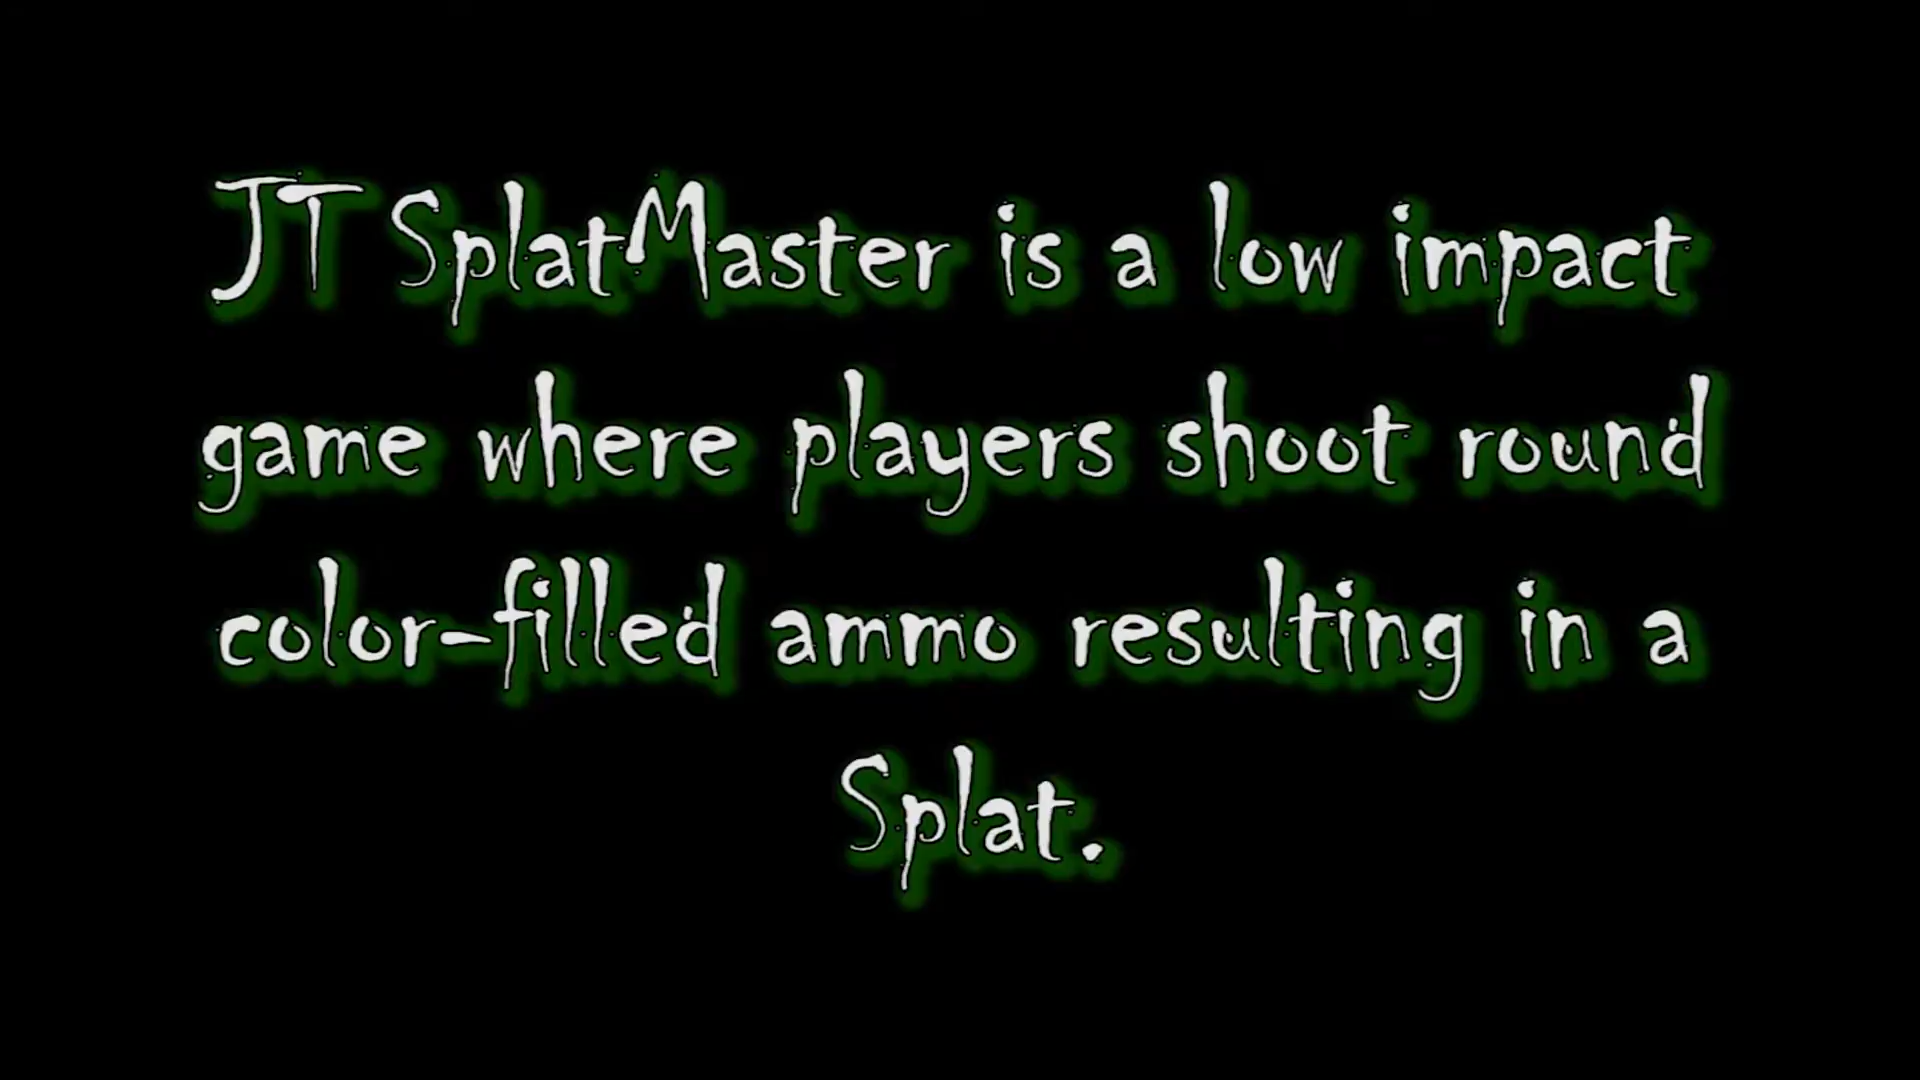 JT SplatMaster is a low impact
game where players shoot round
color-filled ammo resulting in a
Splat.